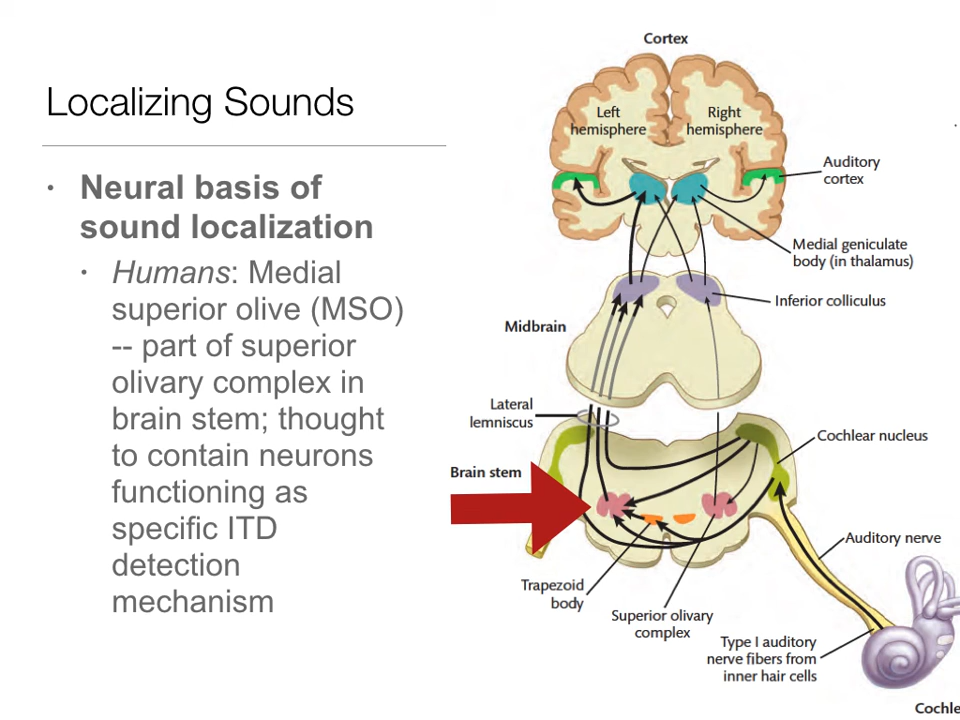 Localizing Sounds
• Neural basis of
sound localization
• Humans: Medial
superior olive (MSO)
-- part of superior
olivary complex in
brain stem; thought
to contain neurons
functioning as
specific ITD
detection
mechanism
Cortex
Left
hemisphere
Right
hemisphere
Auditory
cortex
Medial geniculate
body (in thalamus)
Inferior colliculus
Midbrain
Lateral
lemniscus
Cochlear nucleus
Brain stem
Auditory nerve
Trapezoid
body
Superior olivary
complex
Type I auditory
nerve fibers from
inner hair cells
Cochle